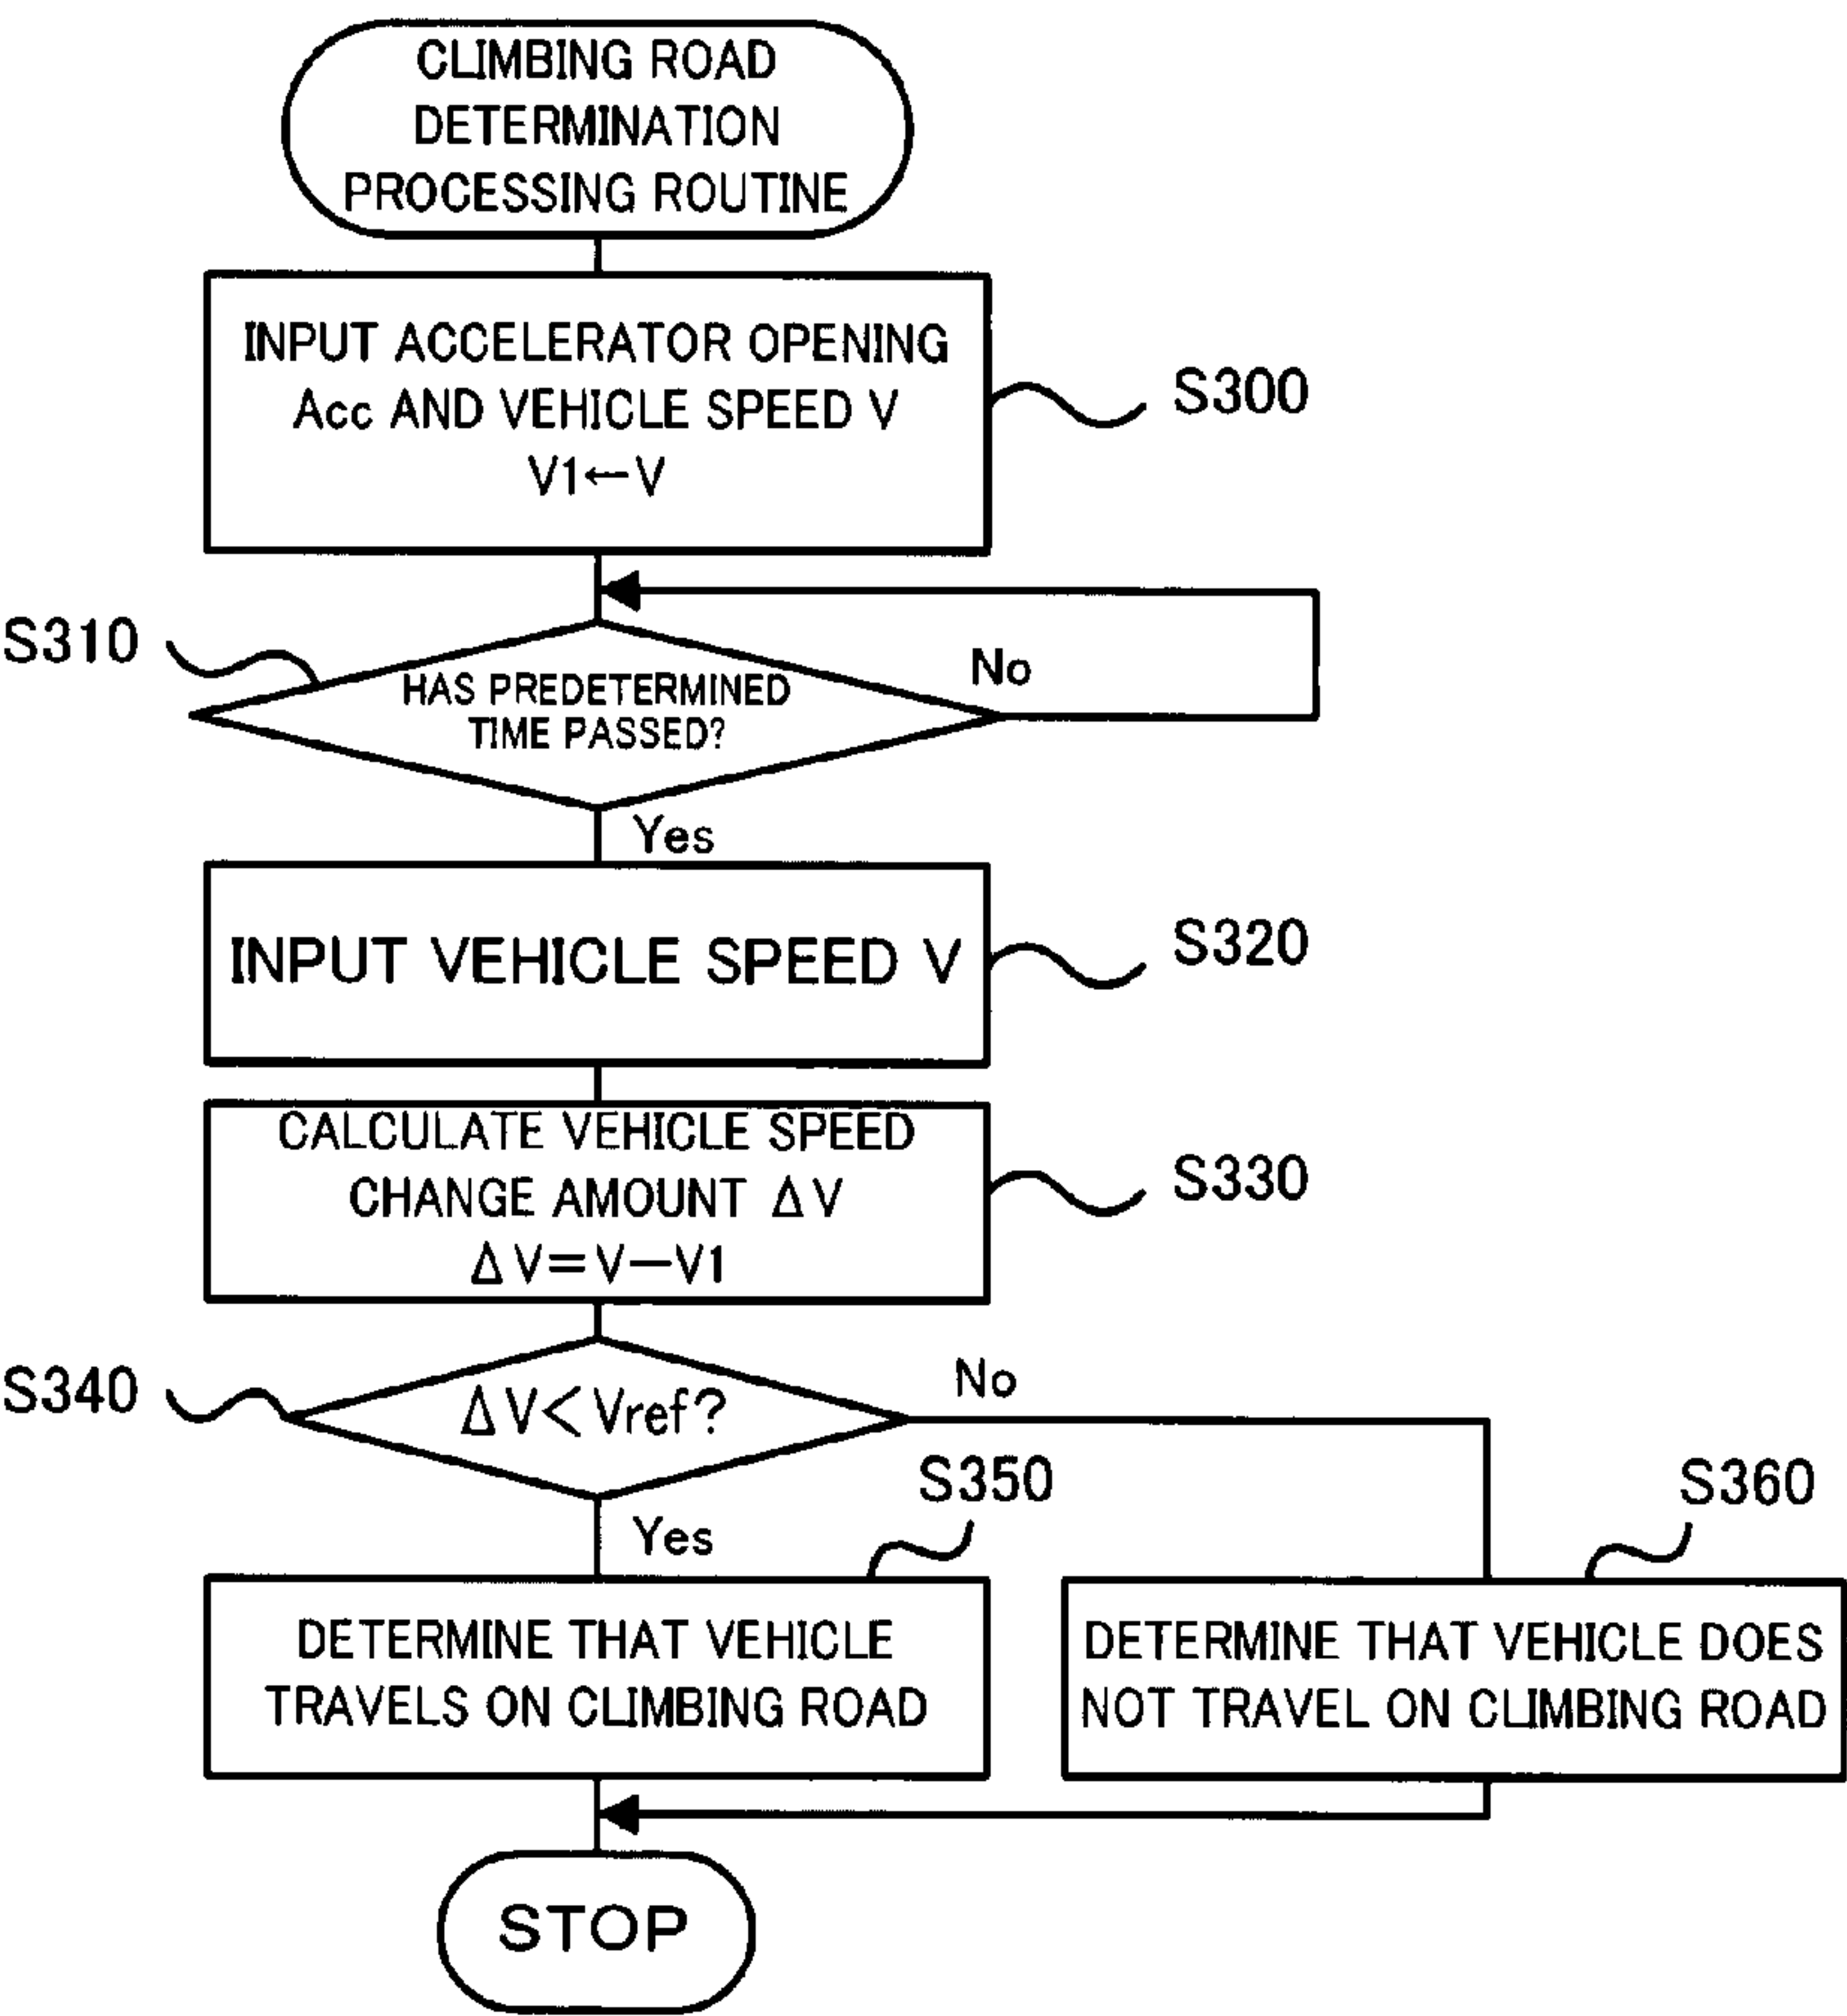 CLIMBING ROAD
DETERMINATION
PROCESSING ROUTINE
INPUT ACCELERATOR OPENING
Acc AND VEHICLE SPEED V
V1←V
S300
S310
HAS PREDETERMINED
TIME PASSED?
No
Yes
INPUT VEHICLE SPEED V
S320
CALCULATE VEHICLE SPEED
CHANGE AMOUNT ΔV
ΔV=V−V1
S330
S340
ΔV<Vref?
No
Yes
S350
DETERMINE THAT VEHICLE
TRAVELS ON CLIMBING ROAD
S360
DETERMINE THAT VEHICLE DOES
NOT TRAVEL ON CLIMBING ROAD
STOP